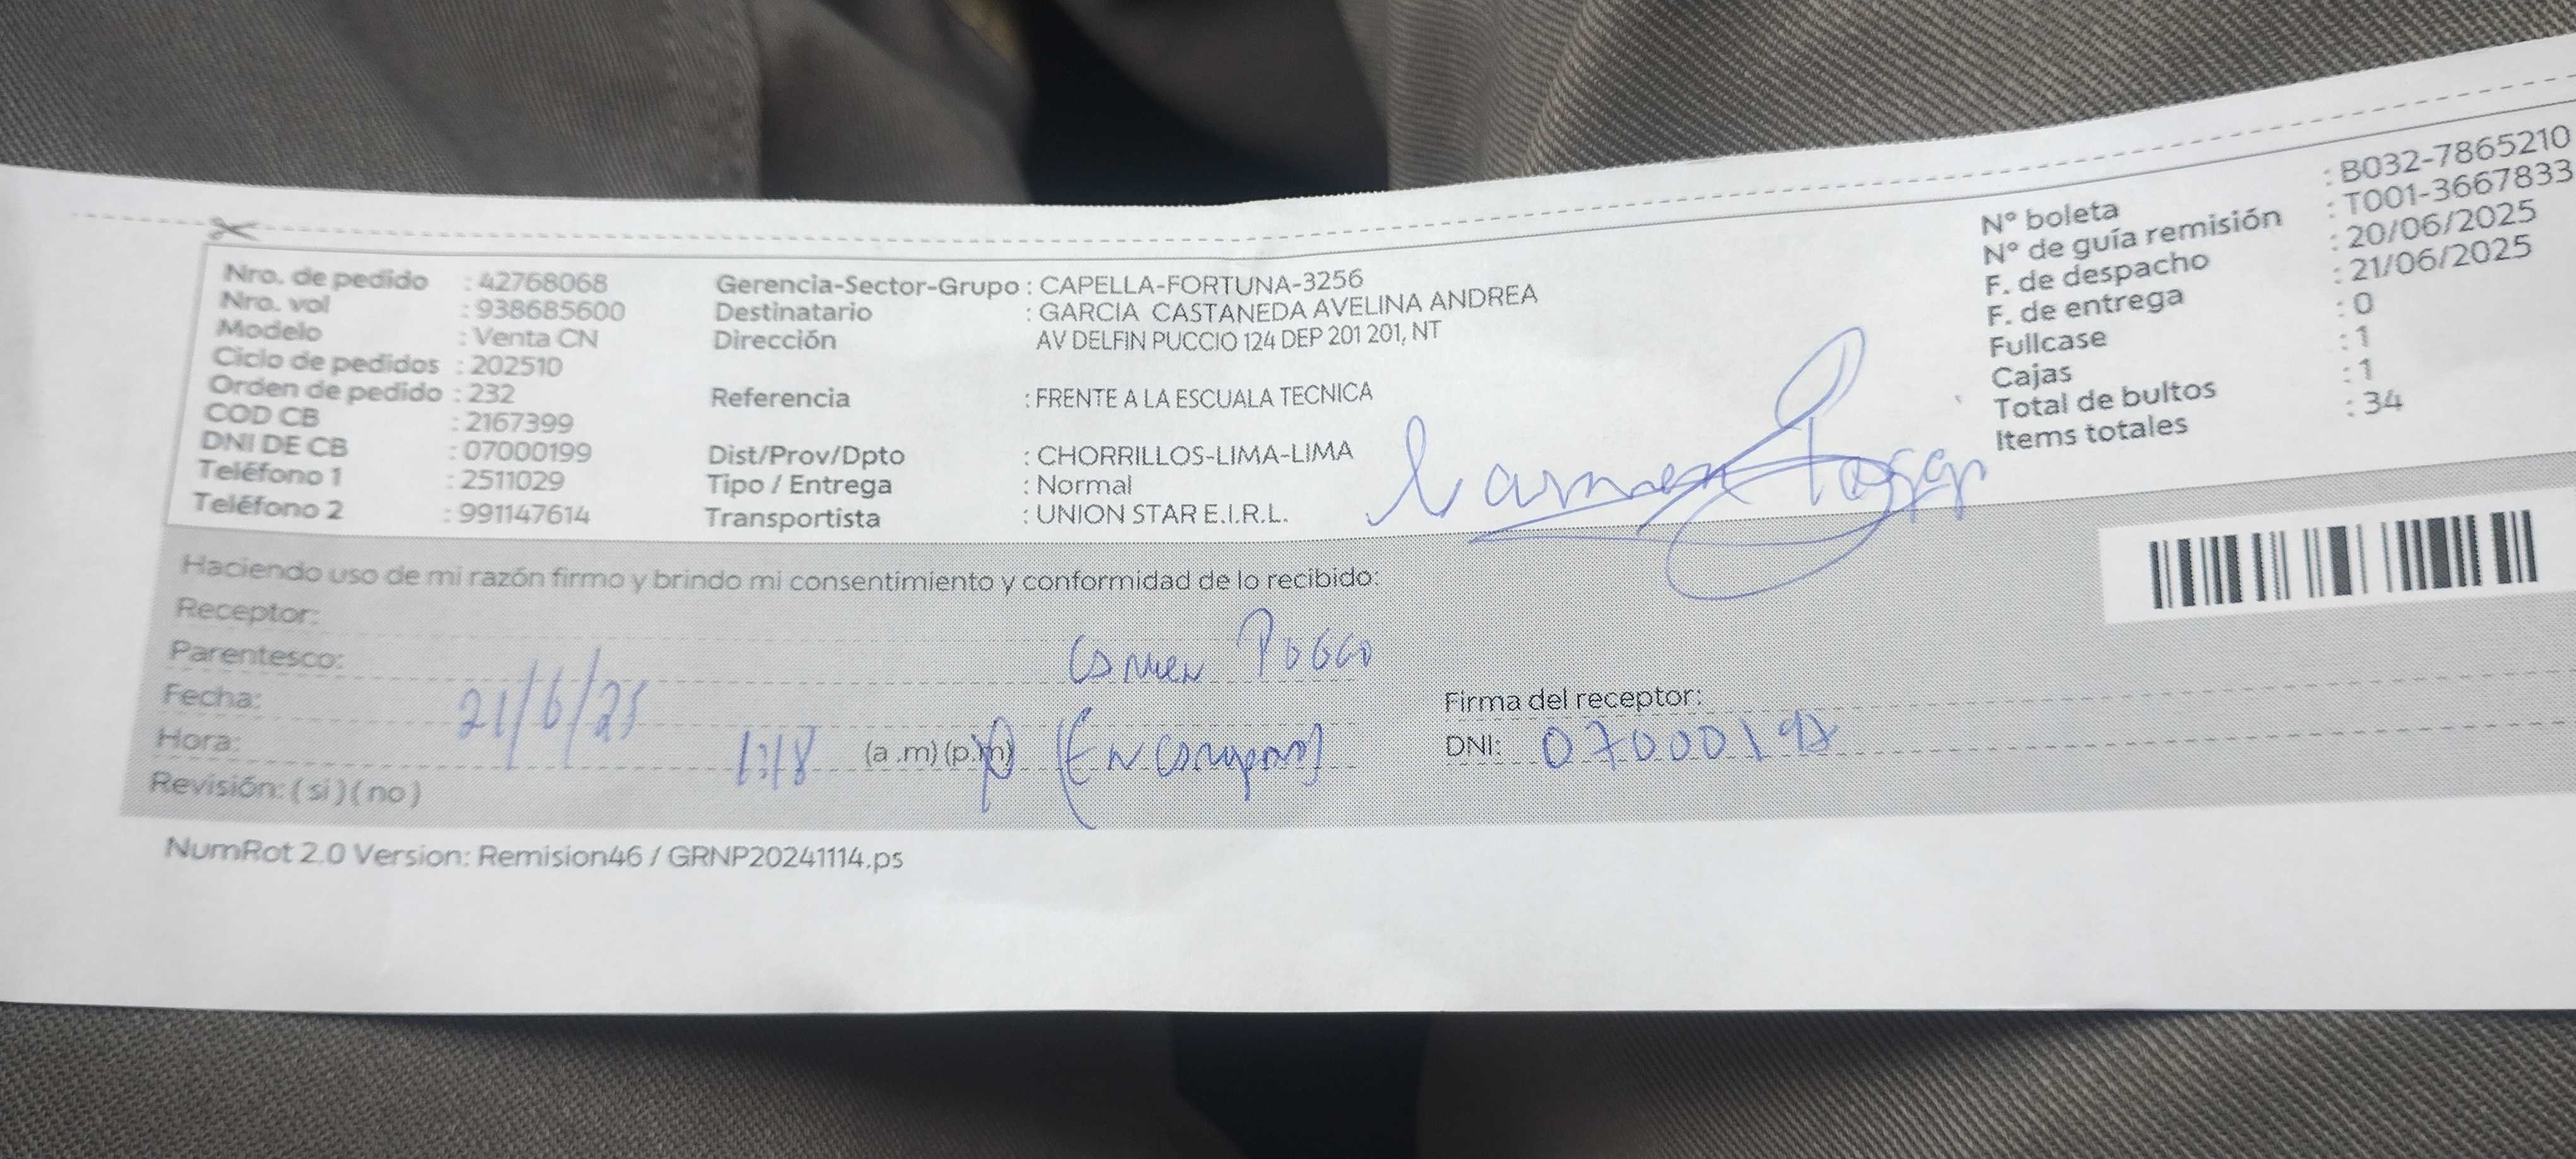 Nro. de pedido : 42768068
Nro. vol : 938685600
Modelo : Venta CN
Ciclo de pedidos : 202510
Orden de pedido : 232
COD CB : 2167399
DNI DE CB : 07000199
Teléfono 1 : 2511029
Teléfono 2 : 991147614
Gerencia-Sector-Grupo : CAPELLA-FORTUNA-3256
Destinatario : GARCIA CASTANEDA AVELINA ANDREA
Dirección AV DELFIN PUCCIO 124 DEP 201 201, NT
Referencia : FRENTE A LA ESCUALA TECNICA
Dist/Prov/Dpto : CHORRILLOS-LIMA-LIMA
Tipo / Entrega : Normal
Transportista : UNION STAR E.I.R.L.
Nº boleta : B032-7865210
Nº de guía remisión : T001-3667833
F. de despacho : 20/06/2025
F. de entrega : 21/06/2025
Fullcase : 0
Cajas : 1
Total de bultos : 1
Items totales : 34
Carmen
Haciendo uso de mi razón firmo y brindo mi consentimiento y conformidad de lo recibido:
Receptor:
Parentesco: Carmen Poggo
Fecha: 21/6/25
Firma del receptor:
Hora: 1:18 (a .m) (p.m)
DNI:
Revisión: ( si ) ( no )
NumRot 2.0 Version: Remision46 / GRNP20241114.ps